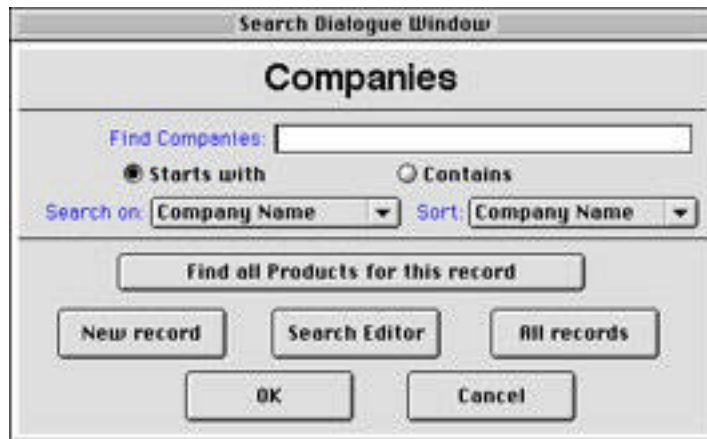 Search Dialogue Window
Companies
Find Companies:
Starts with Contains
Search on: Company Name Sort: Company Name
Find all Products for this record
New record Search Editor All records
OK Cancel